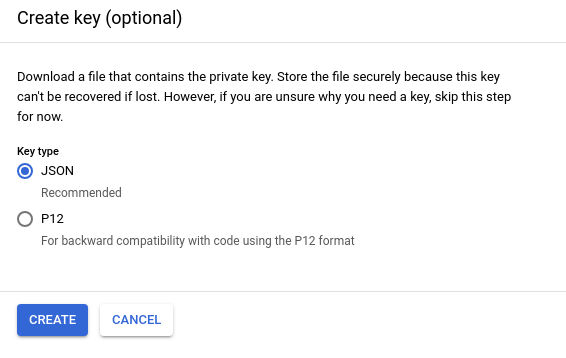 Create key (optional)
Download a file that contains the private key. Store the file securely because this key
can't be recovered if lost. However, if you are unsure why you need a key, skip this step
for now.
Key type
JSON
Recommended
P12
For backward compatibility with code using the P12 format
CREATE
CANCEL